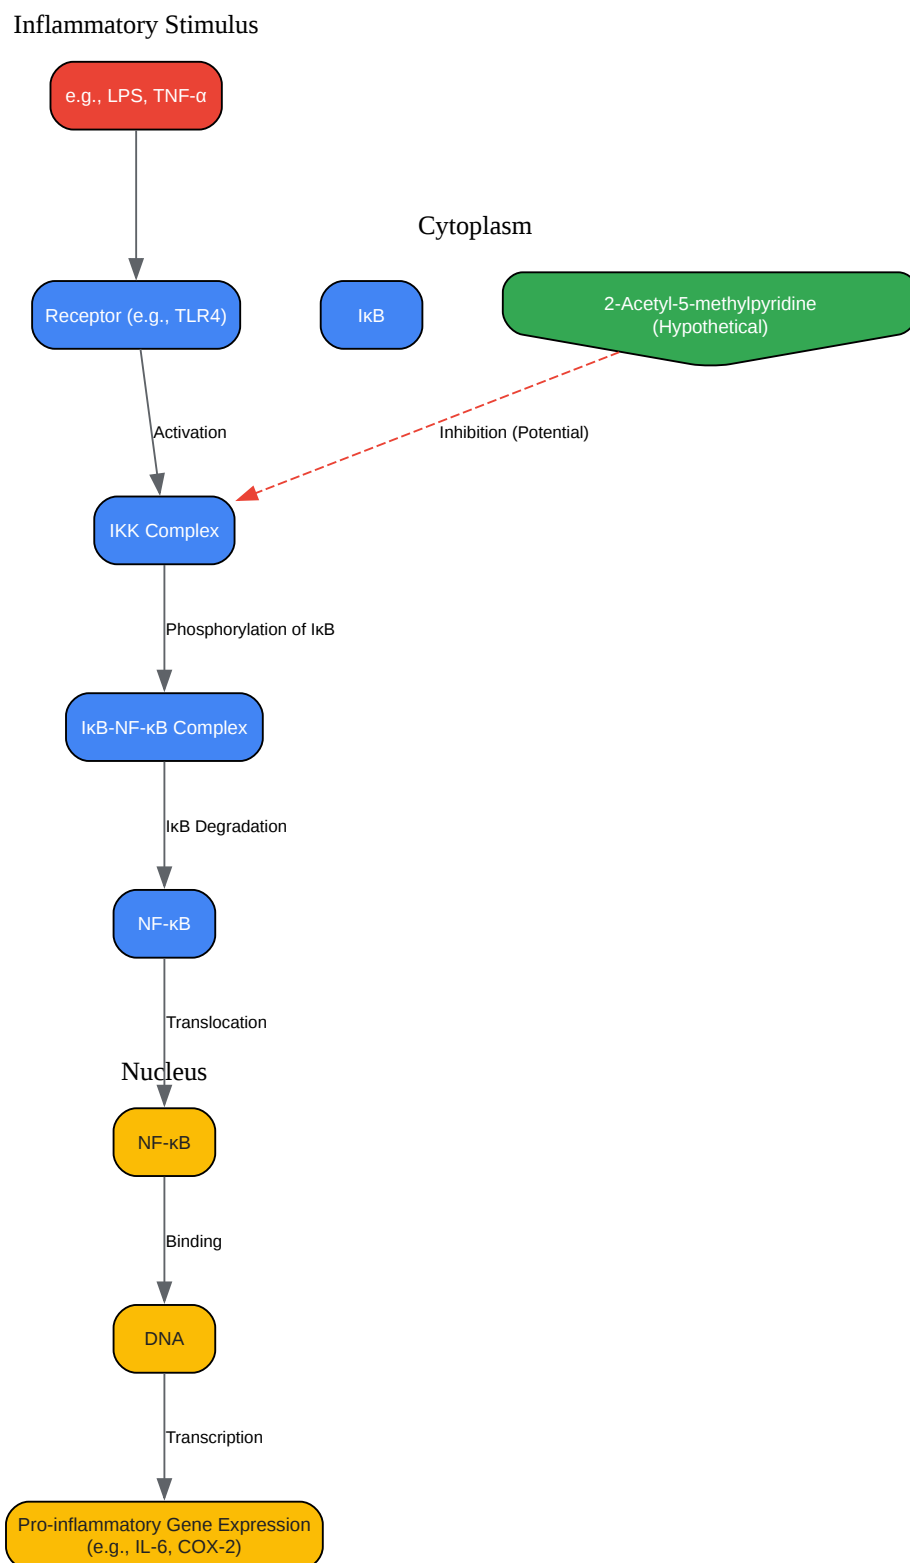 Inflammatory Stimulus
e.g., LPS, TNF-α
Cytoplasm
Receptor (e.g., TLR4)
IκB
2-Acetyl-5-methylpyridine
(Hypothetical)
Activation
Inhibition (Potential)
IKK Complex
Phosphorylation of IκB
IκB-NF-κB Complex
IκB Degradation
NF-κB
Translocation
Nucleus
NF-κB
Binding
DNA
Transcription
Pro-inflammatory Gene Expression
(e.g., IL-6, COX-2)